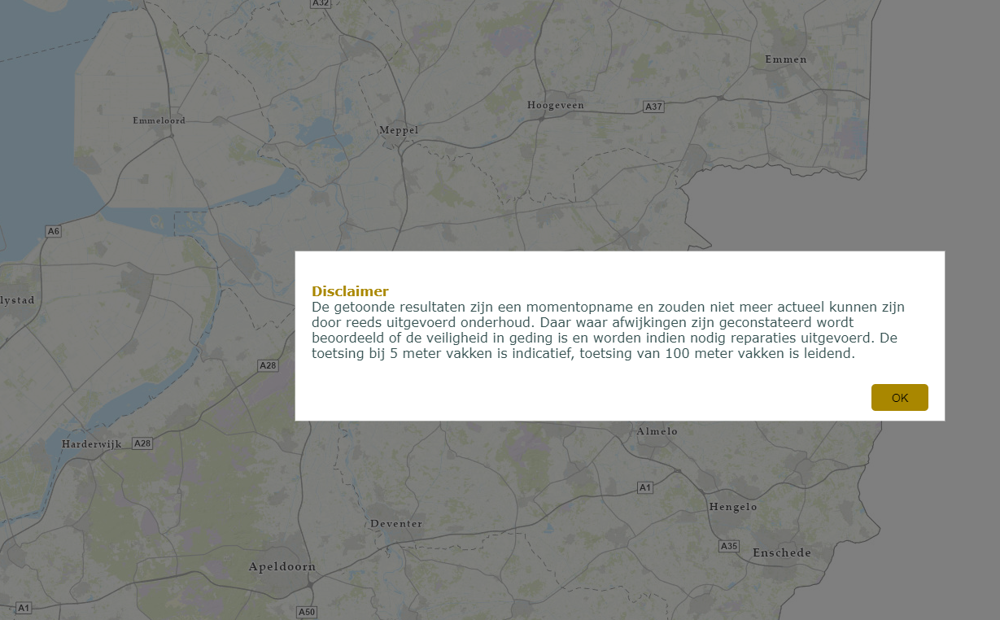 A32
Emmen
Hoogeveen
A37
Emmeloord
Meppel
A6
Disclaimer
De getoonde resultaten zijn een momentopname en zouden niet meer actueel kunnen zijn
door reeds uitgevoerd onderhoud. Daar waar afwijkingen zijn geconstateerd wordt
beoordeeld of de veiligheid in geding is en worden indien nodig reparaties uitgevoerd. De
toetsing bij 5 meter vakken is indicatief, toetsing van 100 meter vakken is leidend.
OK
lystad
A28
Almelo
Harderwijk
A28
A1
Hengelo
Deventer
A35
Enschede
Apeldoorn
A1
A50